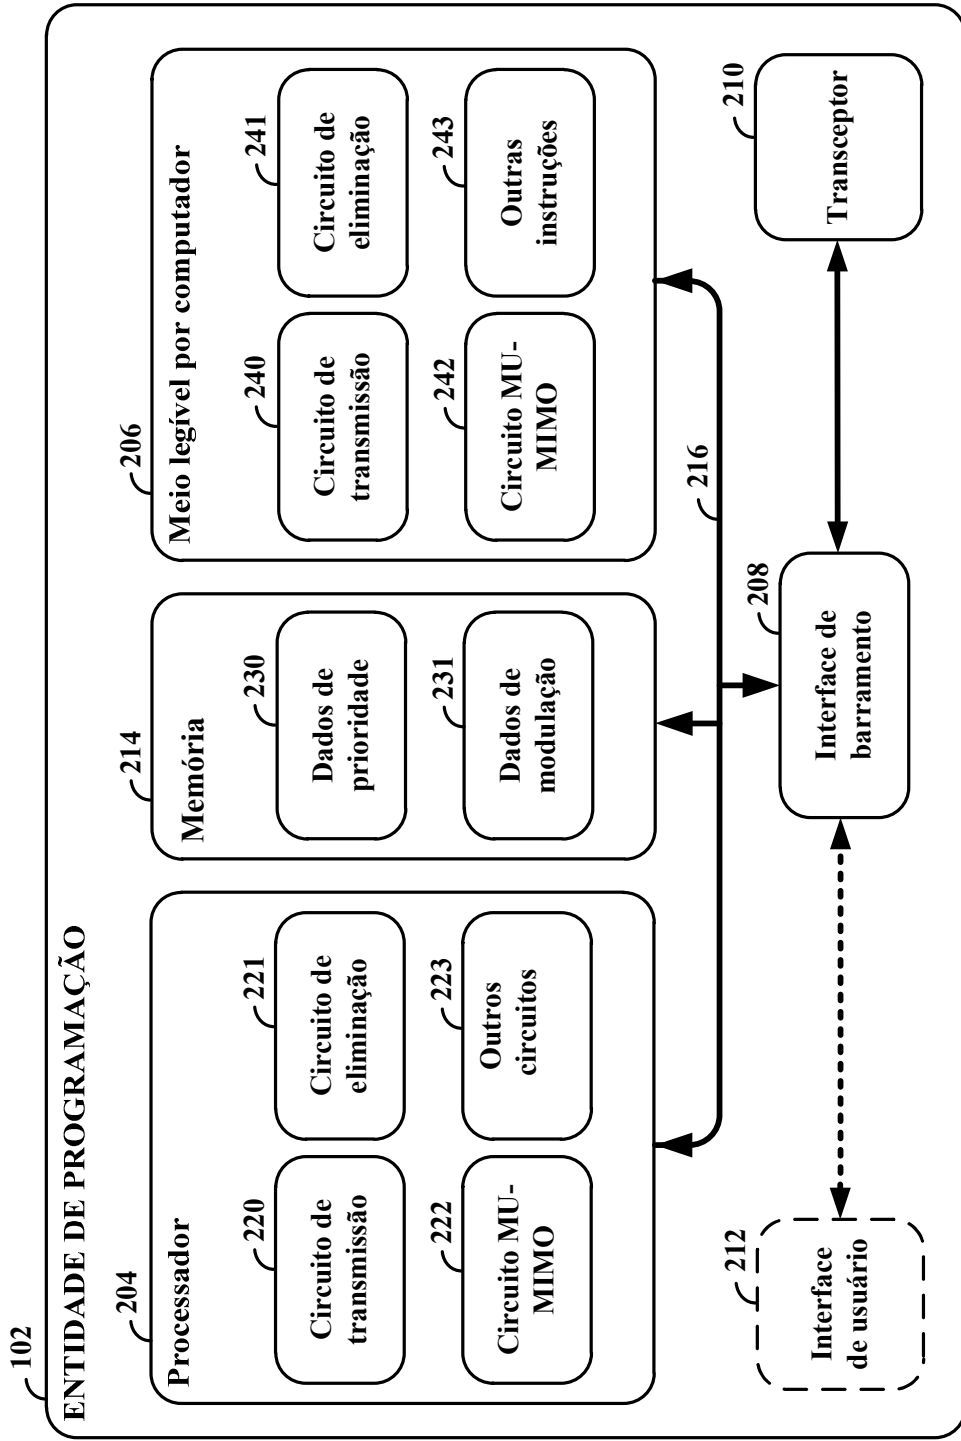 102
ENTIDADE DE PROGRAMAÇÃO
204
Processador
220
Circuito de
transmissão
221
Circuito de
eliminação
222
Circuito MU-
MIMO
223
Outros
circuitos
214
Memória
230
Dados de
prioridade
231
Dados de
modulação
206
Meio legível por computador
240
Circuito de
transmissão
241
Circuito de
eliminação
242
Circuito MU-
MIMO
243
Outras
instruções
216
212
Interface
de usuário
208
Interface de
barramento
210
Transceptor